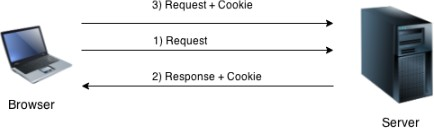 3) Request + Cookie
1) Request
2) Response + Cookie
Browser
Server